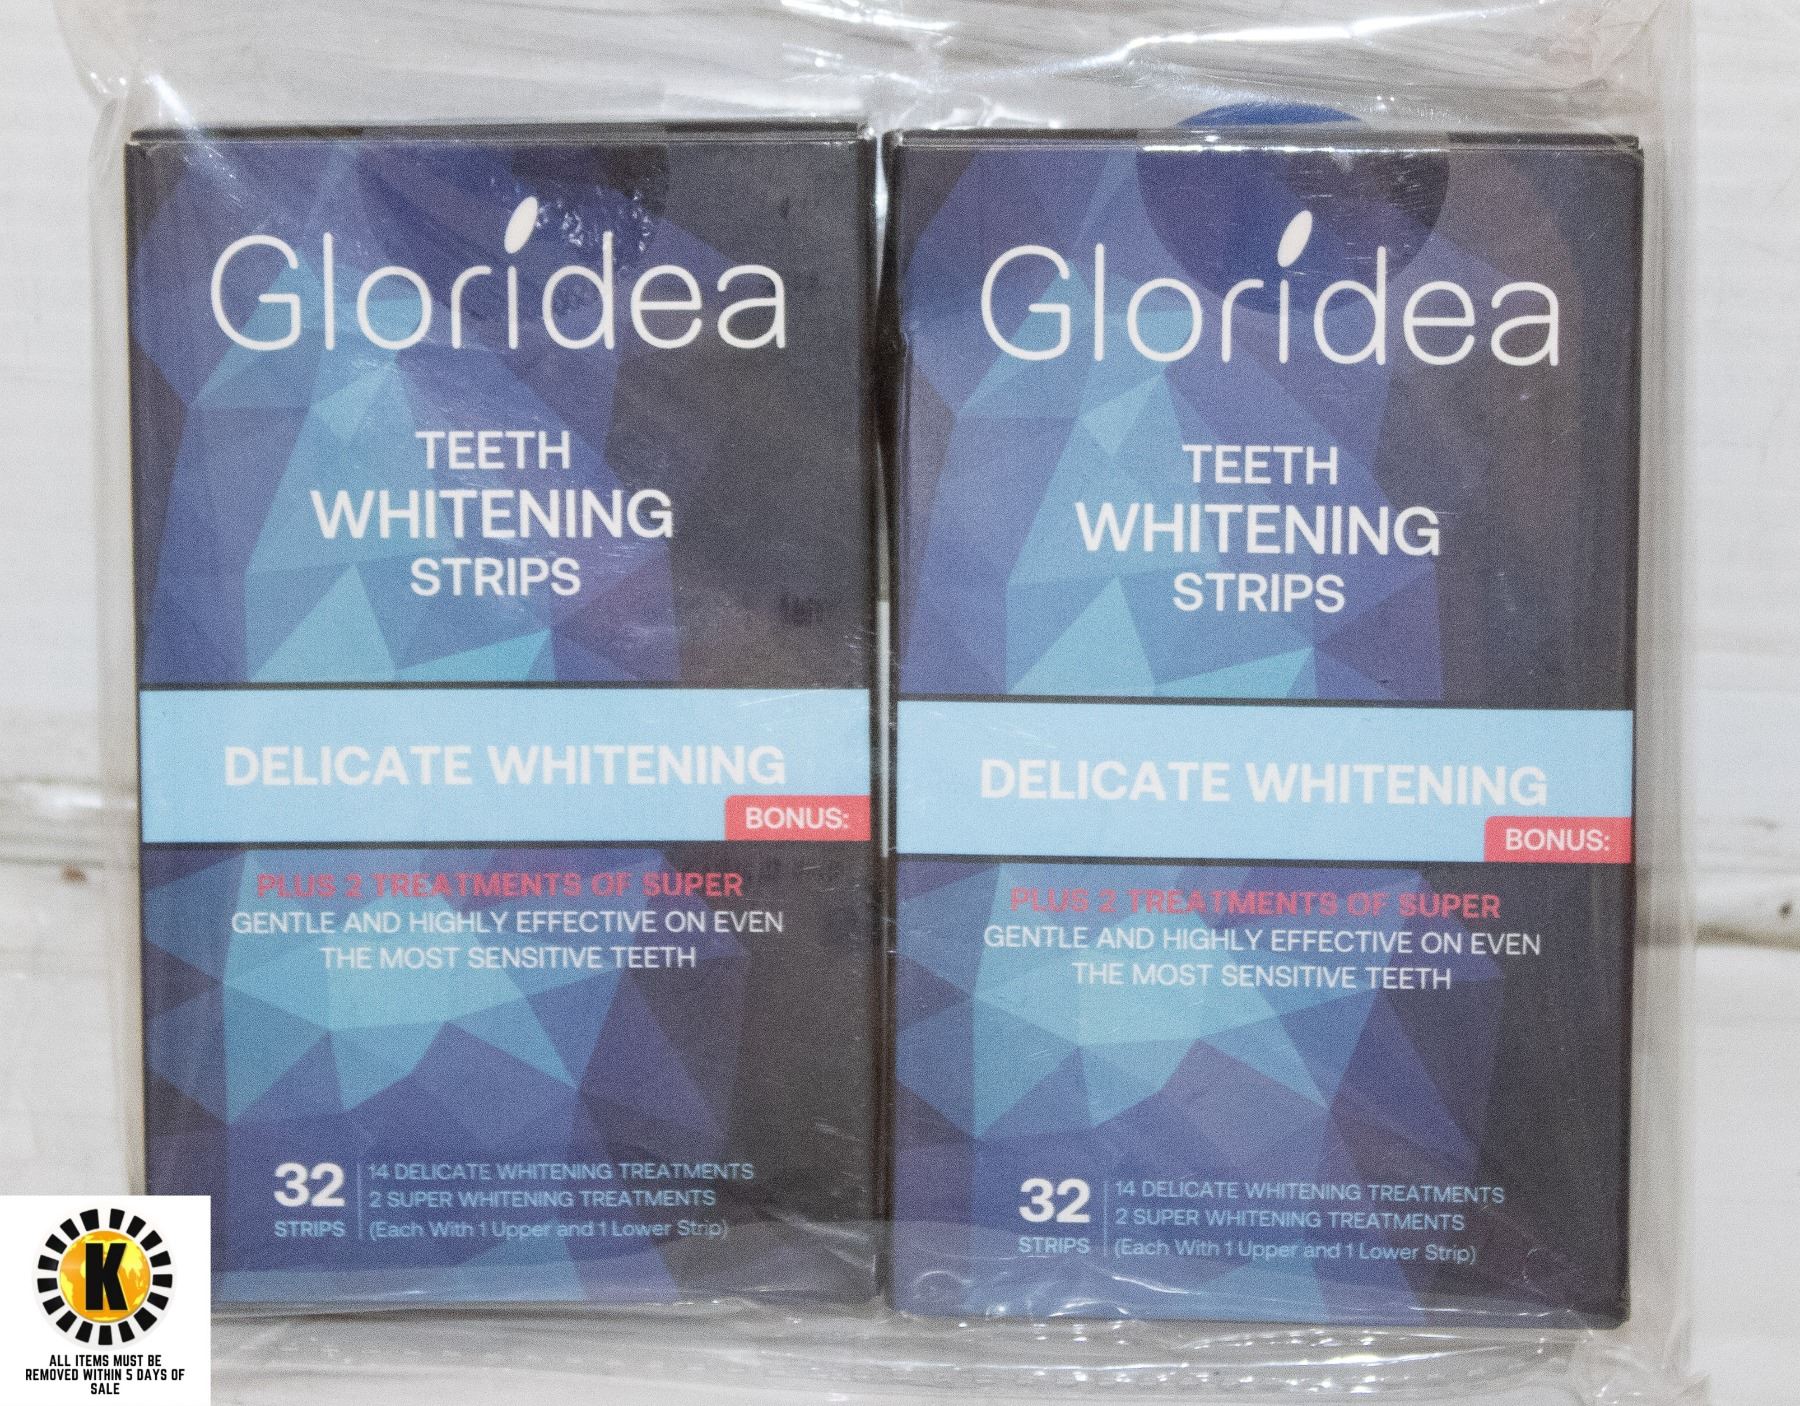 Gloridea
TEETH
WHITENING
STRIPS
DELICATE WHITENING
BONUS:
PLUS 2 TREATMENTS OF SUPER
GENTLE AND HIGHLY EFFECTIVE ON EVEN
THE MOST SENSITIVE TEETH
32
STRIPS
14 DELICATE WHITENING TREATMENTS
2 SUPER WHITENING TREATMENTS
(Each With 1 Upper and 1 Lower Strip)
Gloridea
TEETH
WHITENING
STRIPS
DELICATE WHITENING
BONUS:
PLUS 2 TREATMENTS OF SUPER
GENTLE AND HIGHLY EFFECTIVE ON EVEN
THE MOST SENSITIVE TEETH
32
STRIPS
14 DELICATE WHITENING TREATMENTS
2 SUPER WHITENING TREATMENTS
(Each With 1 Upper and 1 Lower Strip)
K
ALL ITEMS MUST BE
REMOVED WITHIN 5 DAYS OF
SALE